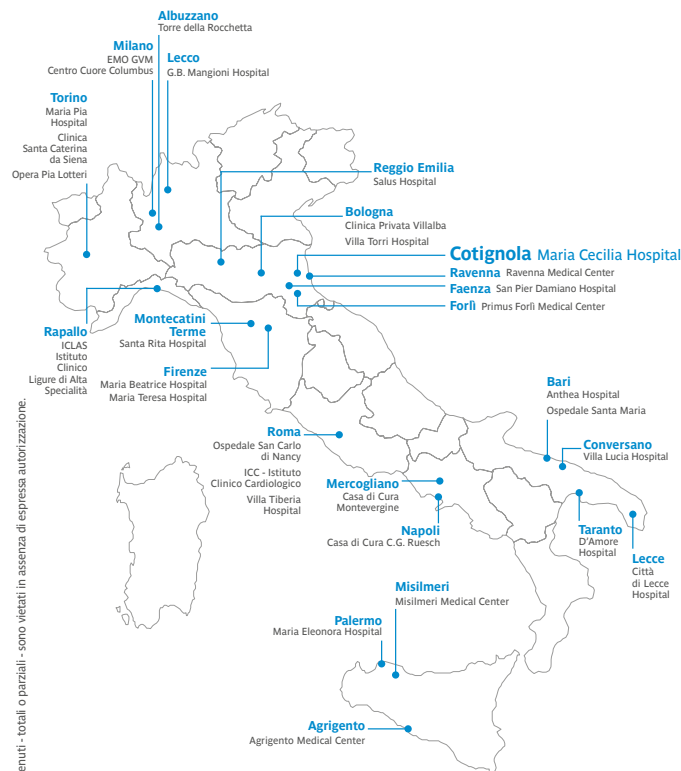 Albuzzano
Torre della Rocchetta
Milano
EMO GVM
Centro Cuore Columbus
Lecco
G.B. Mangioni Hospital
Torino
Maria Pia
Hospital
Clinica
Santa Caterina
da Siena
Opera Pia Lotteri
Reggio Emilia
Salus Hospital
Bologna
Clinica Privata Villalba
Villa Torri Hospital
Cotignola Maria Cecilia Hospital
Ravenna Ravenna Medical Center
Faenza San Pier Damiano Hospital
Forlì Primus Forlì Medical Center
Rapallo
ICLAS
Istituto
Clinico
Ligure di Alta
Specialità
Montecatini
Terme
Santa Rita Hospital
Firenze
Maria Beatrice Hospital
Maria Teresa Hospital
Roma
Ospedale San Carlo
di Nancy
ICC - Istituto
Clinico Cardiologico
Villa Tiberia
Hospital
Bari
Anthea Hospital
Ospedale Santa Maria
Conversano
Villa Lucia Hospital
Mercogliano
Casa di Cura
Montevergine
Napoli
Casa di Cura C.G. Ruesch
Taranto
D'Amore
Hospital
Lecce
Città
di Lecce
Hospital
Misilmeri
Misilmeri Medical Center
Palermo
Maria Eleonora Hospital
Agrigento
Agrigento Medical Center
enuti - totali o parziali - sono vietati in assenza di espressa autorizzazione.